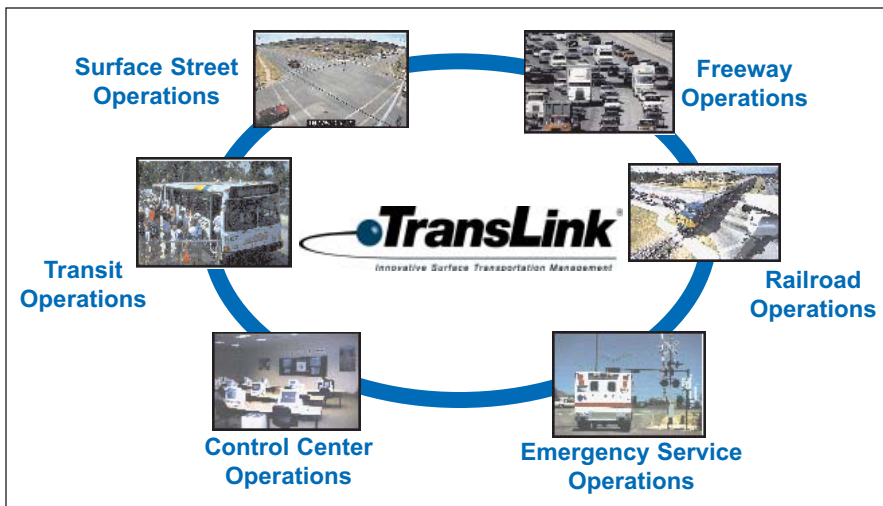 Surface Street
Operations
Freeway
Operations
TransLink®
Innovative Surface Transportation Management
Transit
Operations
Railroad
Operations
Control Center
Operations
Emergency Service
Operations